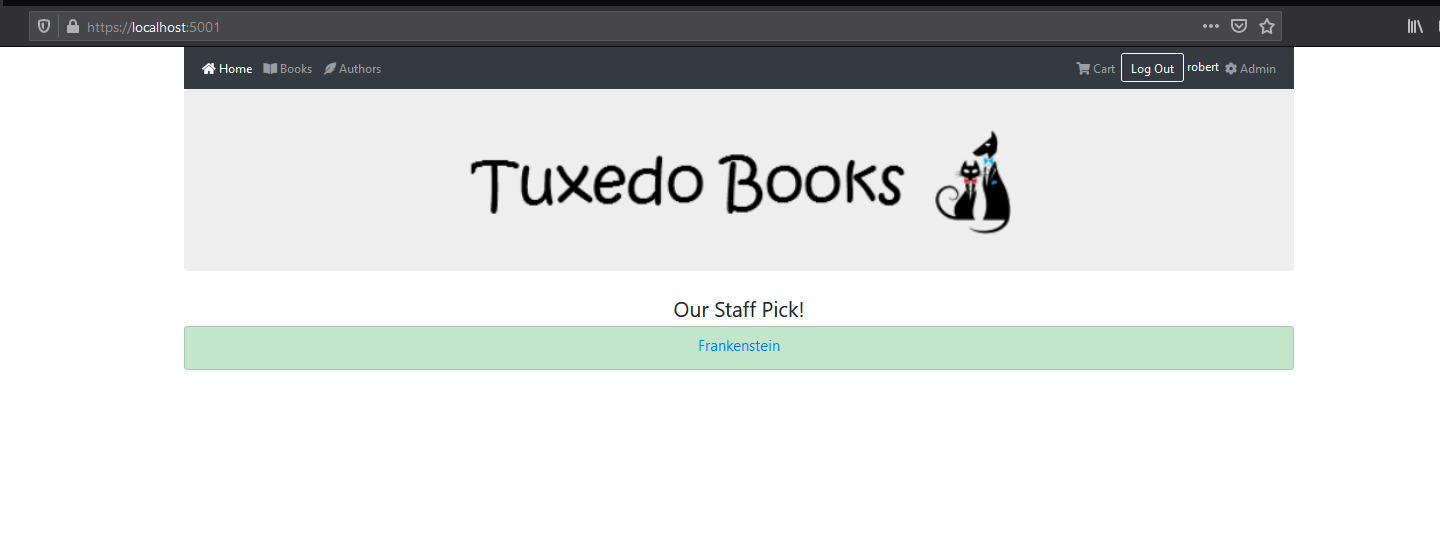 https://localhost:5001
Home Books Authors Cart Log Out robert Admin
Tuxedo Books
Our Staff Pick!
Frankenstein